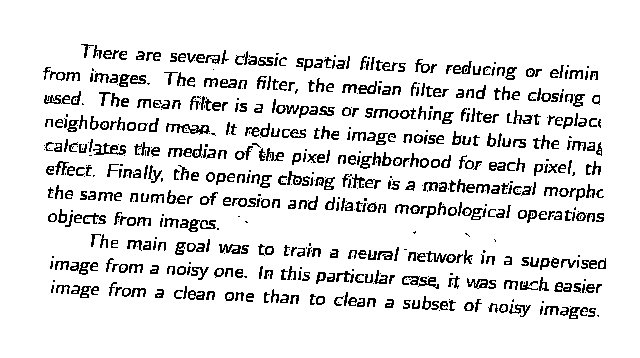 There are several classic spatial filters for reducing or elimin
from images. The mean filter, the median filter and the closing o
used. The mean filter is a lowpass or smoothing filter that replac
neighborhood mean. It reduces the image noise but blurs the imag
calculates the median of the pixel neighborhood for each pixel, th
effect. Finally, the opening closing filter is a mathematical morpho
the same number of erosion and dilation morphological operations
objects from images.
The main goal was to train a neural network in a supervised
image from a noisy one. In this particular case, it was much easier
image from a clean one than to clean a subset of noisy images.